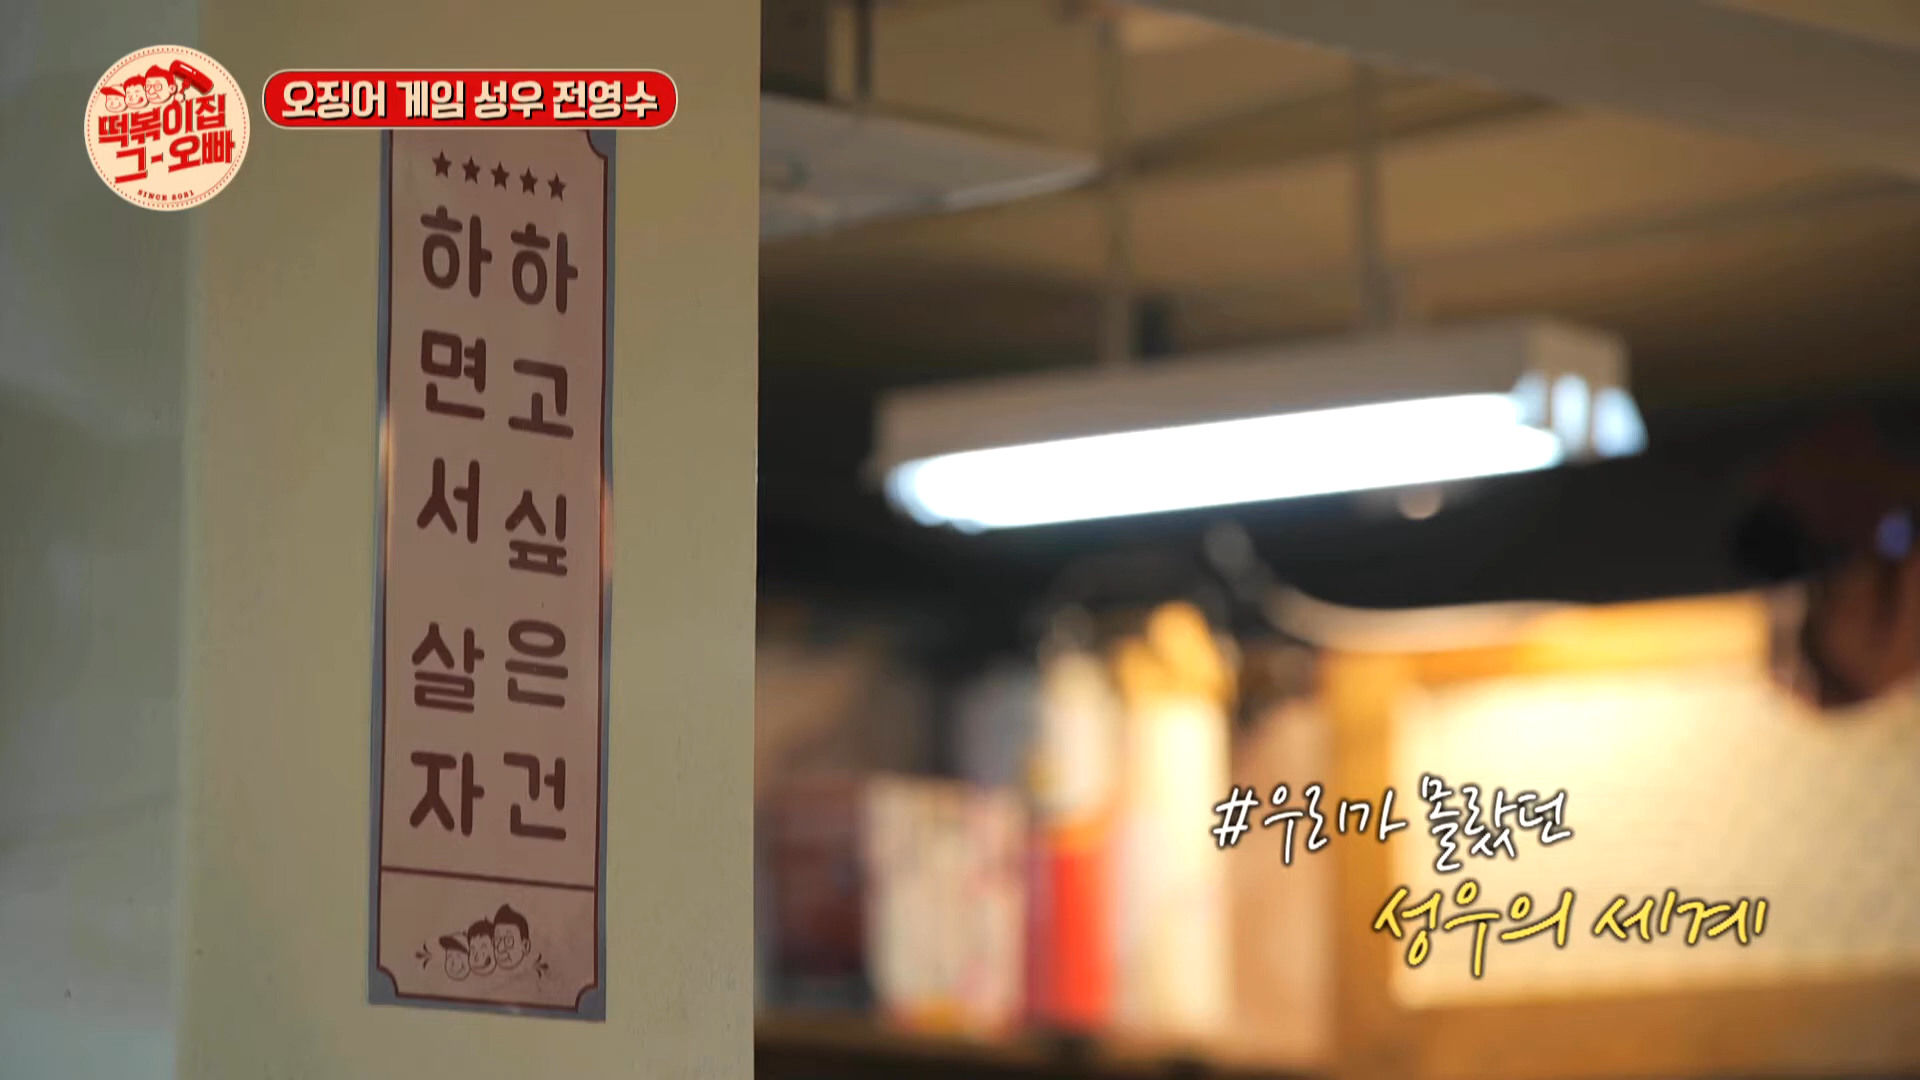 떡볶이집
그-오빠
SINCE 2021
오징어 게임 성우 전영수
하고 싶은 건
하면서 살자
#우리가 몰랐던
성우의 세계